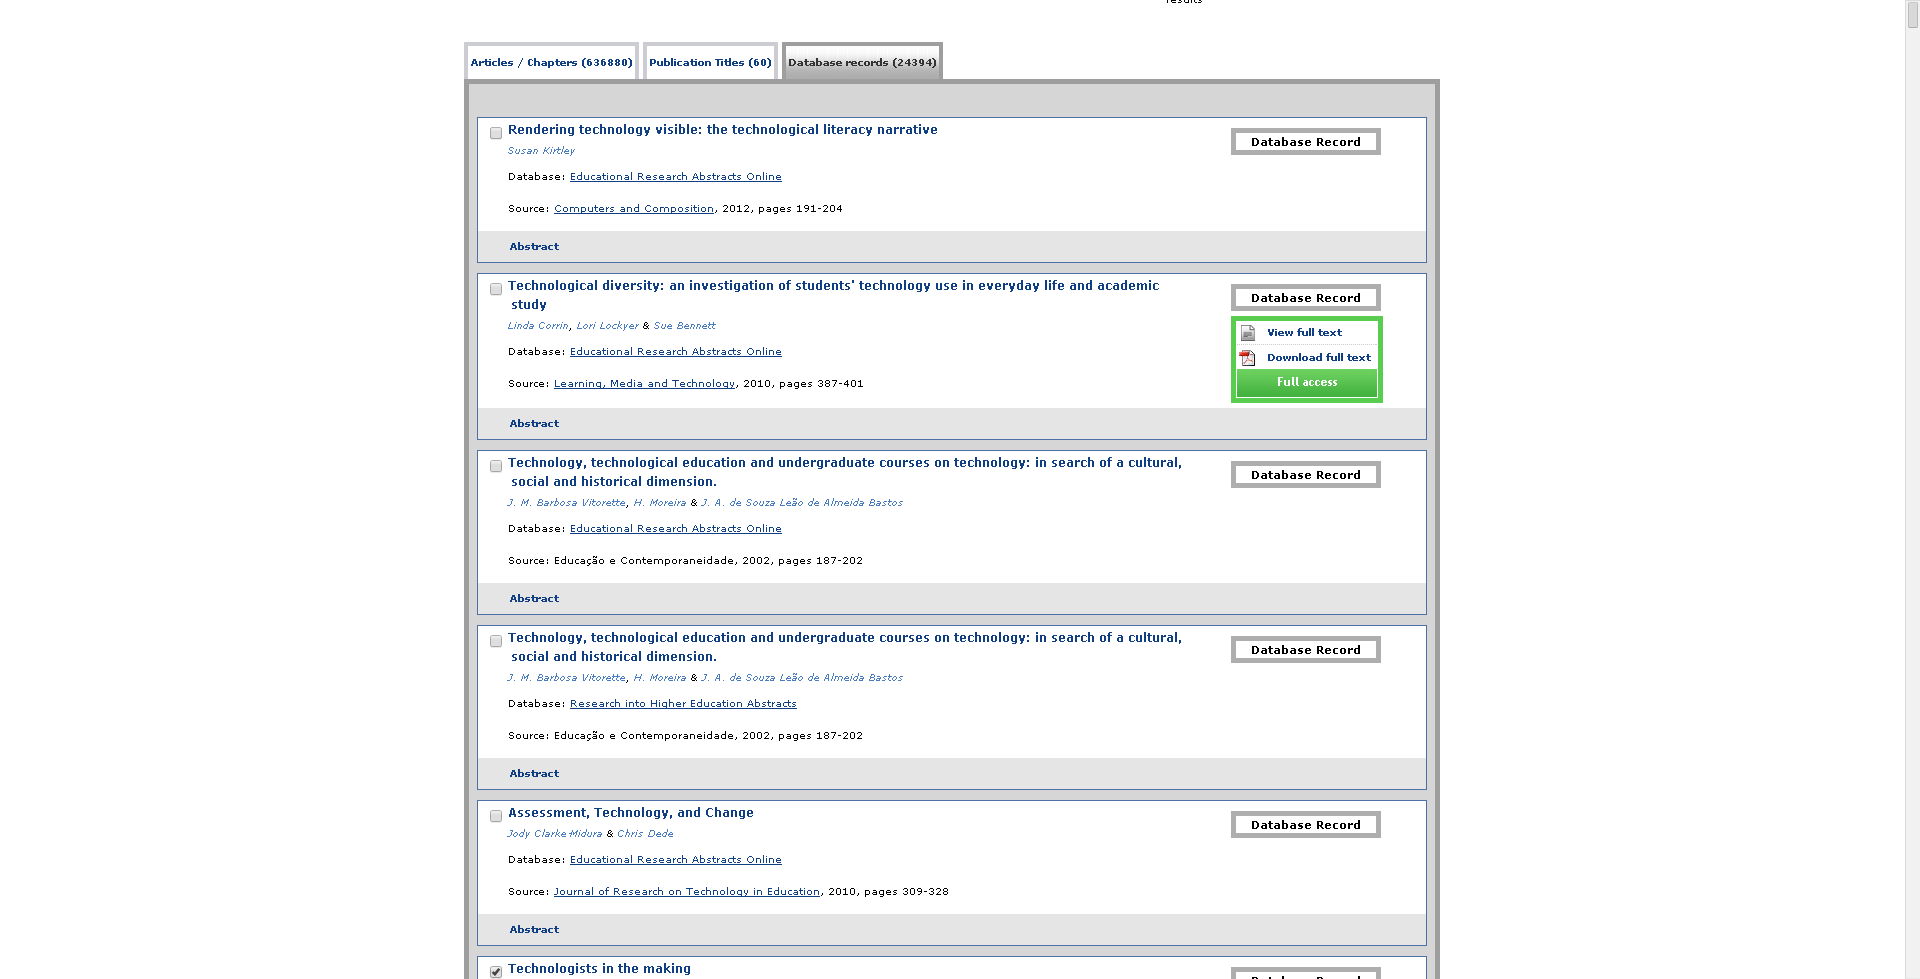 results
Articles / Chapters (636880)
Publication Titles (60)
Database records (24394)
Rendering technology visible: the technological literacy narrative
Database Record
Susan Kirtley
Database: Educational Research Abstracts Online
Source: Computers and Composition, 2012, pages 191-204
Abstract
Technological diversity: an investigation of students' technology use in everyday life and academic
study
Database Record
Linda Corrin, Lori Lockyer & Sue Bennett
View full text
Database: Educational Research Abstracts Online
Download full text
Source: Learning, Media and Technology, 2010, pages 387-401
Full access
Abstract
Technology, technological education and undergraduate courses on technology: in search of a cultural,
social and historical dimension.
Database Record
J. M. Barbosa Vitorette, H. Moreira & J. A. de Souza Leão de Almeida Bastos
Database: Educational Research Abstracts Online
Source: Educação e Contemporaneidade, 2002, pages 187-202
Abstract
Technology, technological education and undergraduate courses on technology: in search of a cultural,
social and historical dimension.
Database Record
J. M. Barbosa Vitorette, H. Moreira & J. A. de Souza Leão de Almeida Bastos
Database: Research into Higher Education Abstracts
Source: Educação e Contemporaneidade, 2002, pages 187-202
Abstract
Assessment, Technology, and Change
Database Record
Jody Clarke-Midura & Chris Dede
Database: Educational Research Abstracts Online
Source: Journal of Research on Technology in Education, 2010, pages 309-328
Abstract
Technologists in the making
Database Record